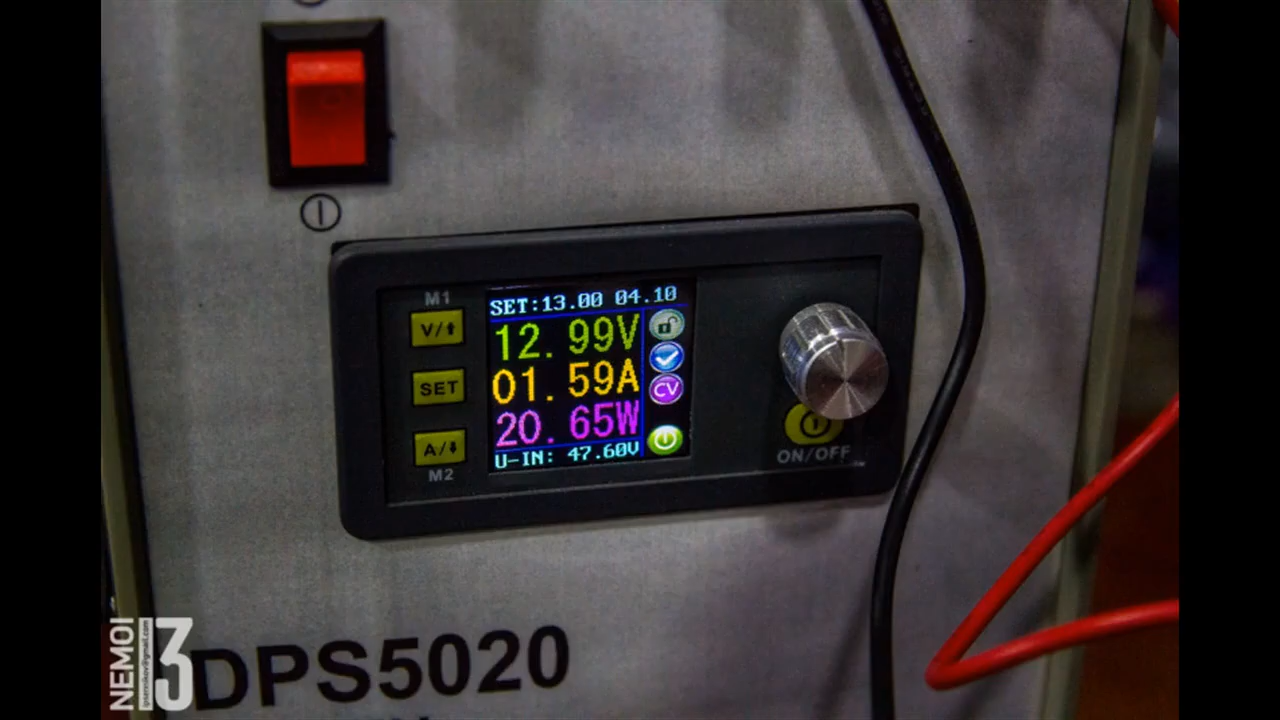 M1
V/⬆
SET
A/⬇
M2
SET:13.00 04.10
12.99V
01.59A
20.65W
U-IN: 47.60V
CV
ON/OFF
DPS5020
NEMOI
13